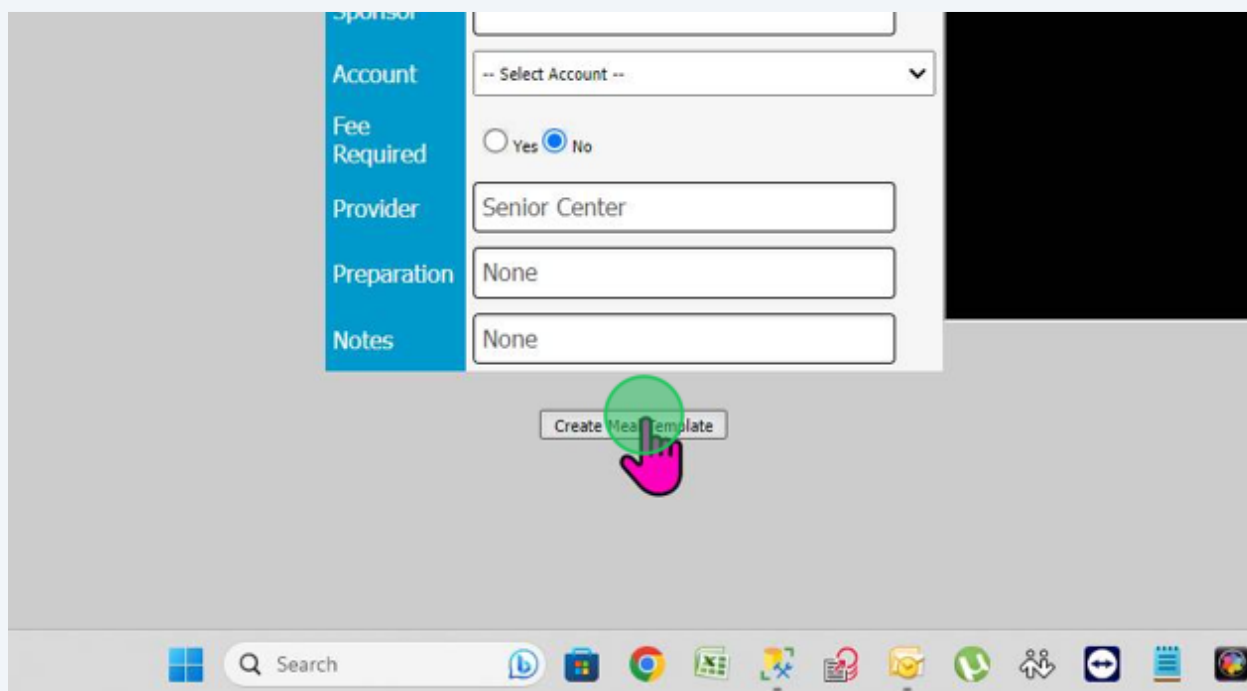 Sponsor
Account
-- Select Account --
Fee
Required
Yes No
Provider
Senior Center
Preparation
None
Notes
None
Create Meal Template
Search